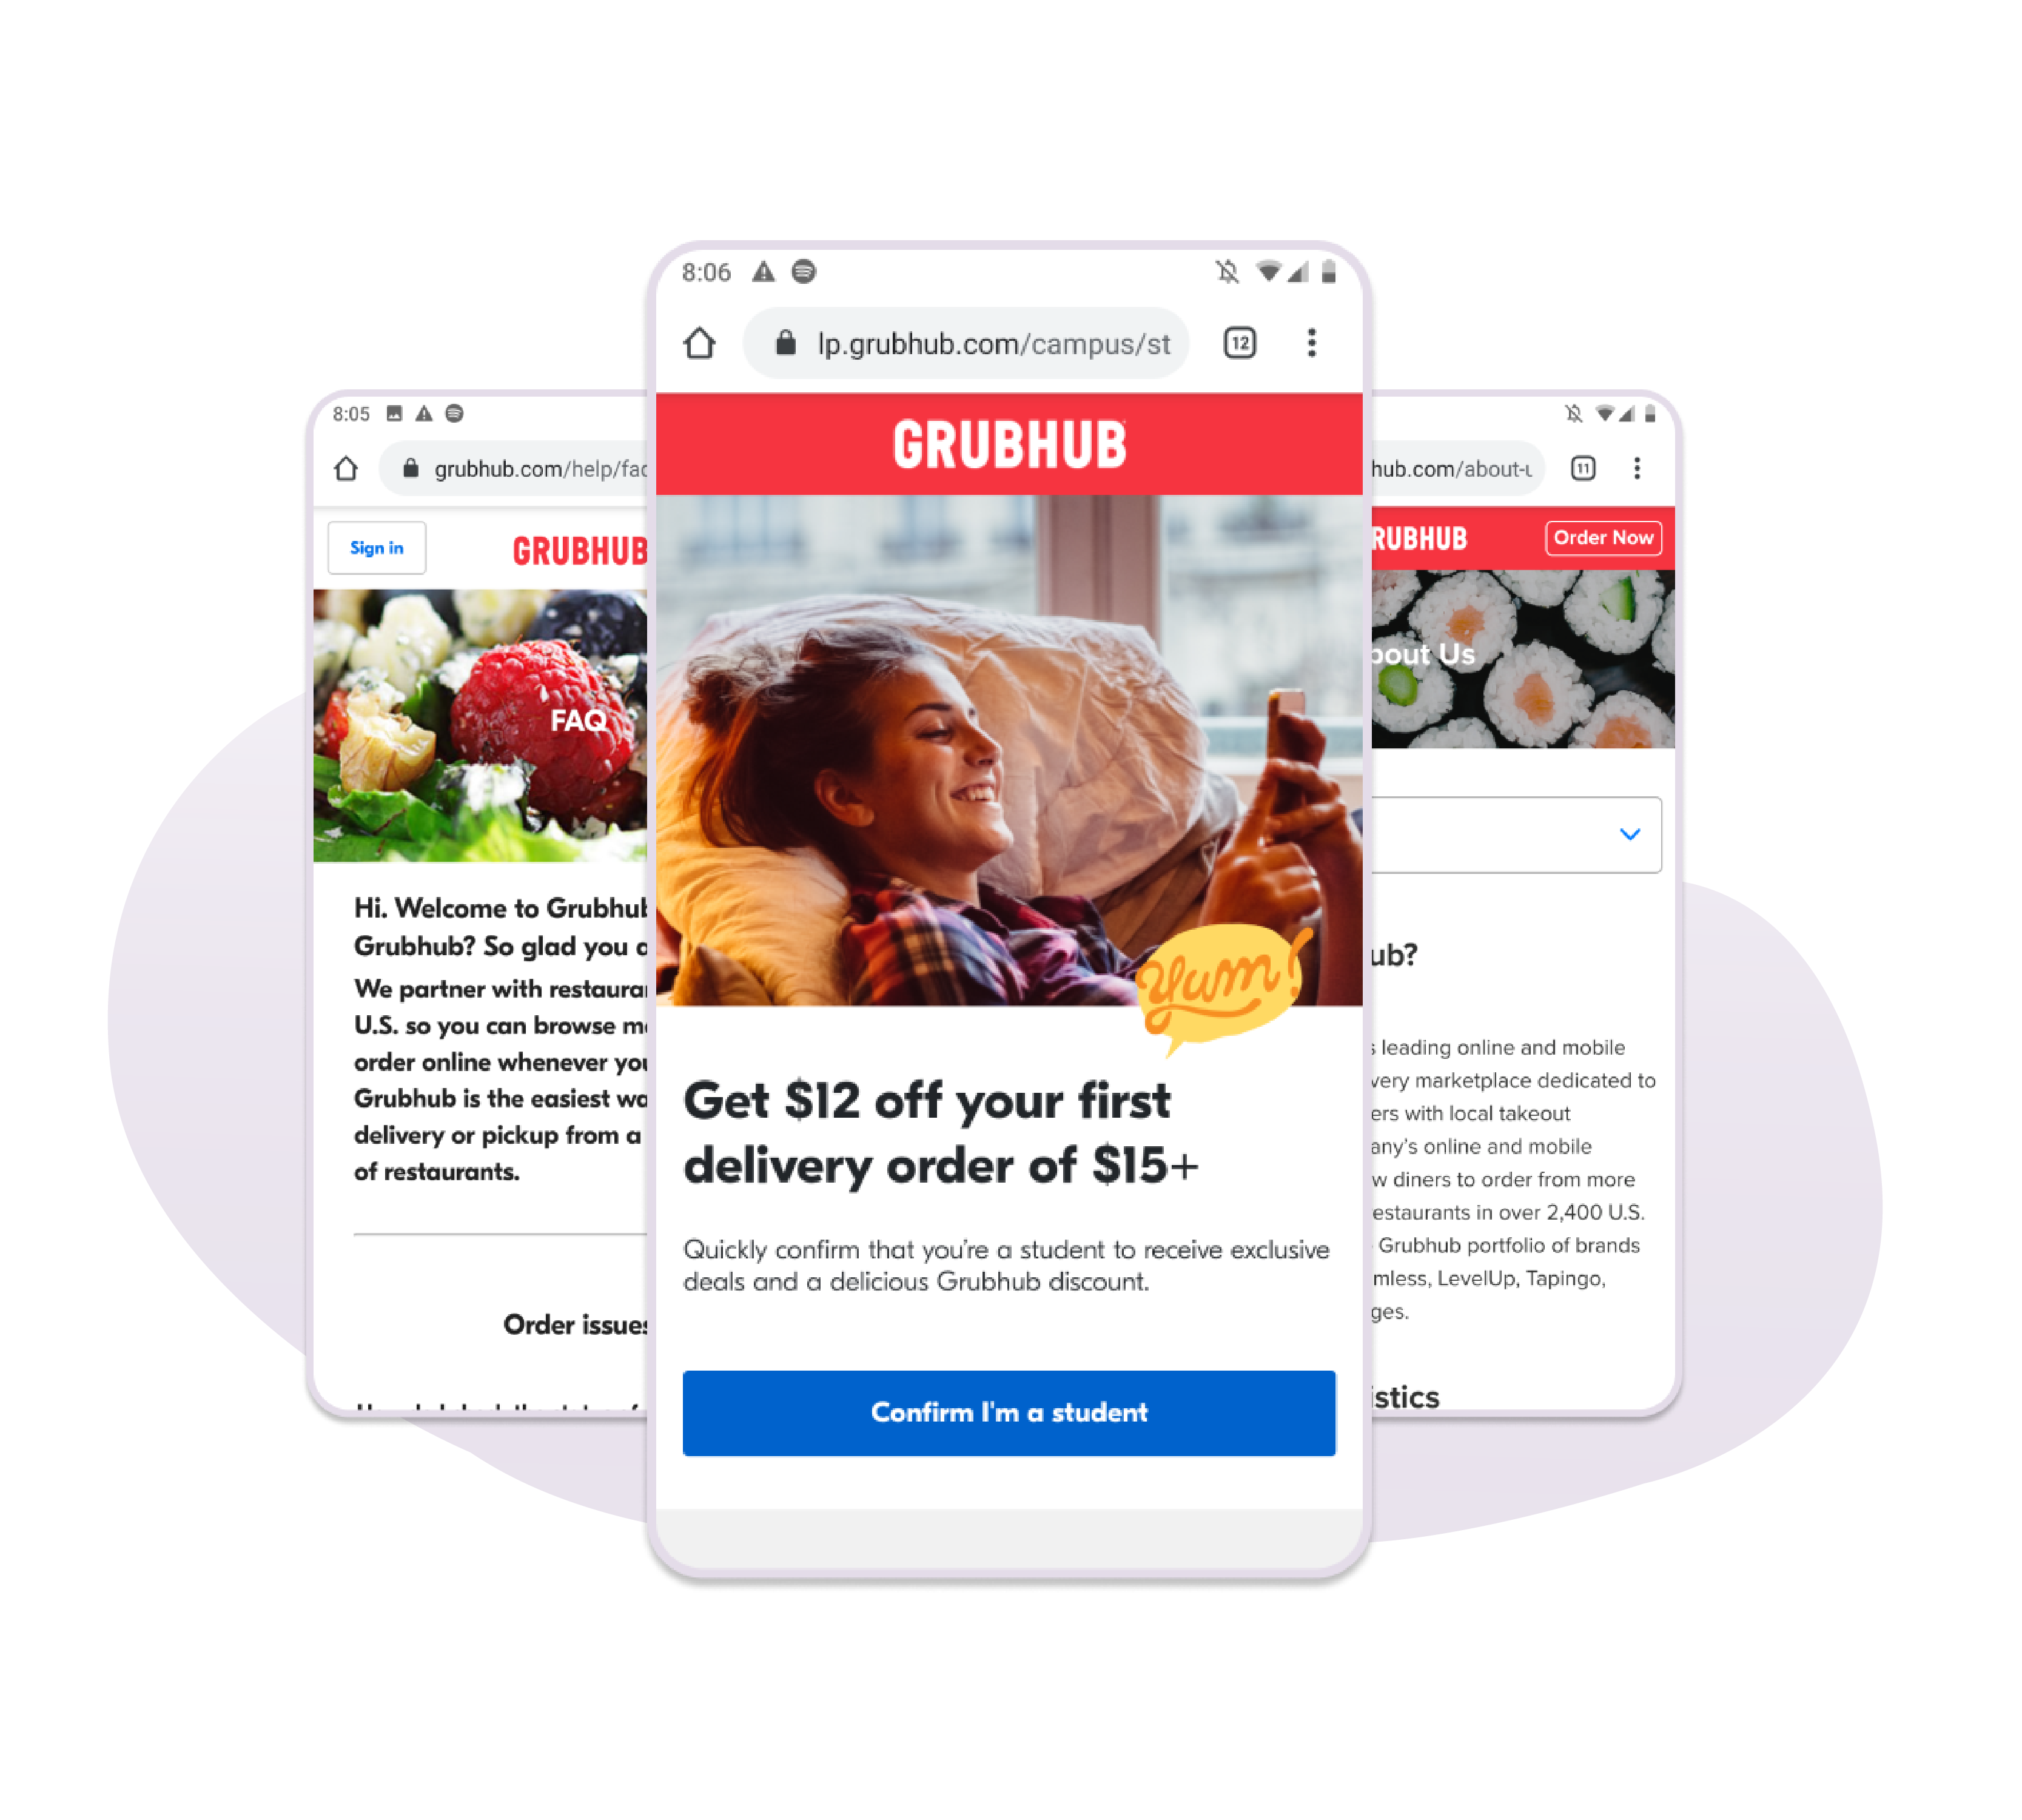 8:05
grubhub.com/help/fac
Sign in
GRUBHUB
FAQ
Hi. Welcome to Grubhub
Grubhub? So glad you
We partner with
U.S. so you can browse
order online whenever
Grubhub is the easiest
delivery or pickup from a
of restaurants.
Order issues
8:06
lp.grubhub.com/campus/st
12
GRUBHUB
Yum!
Get $12 off your first
delivery order of $15+
Quickly confirm that you're a student to receive exclusive
deals and a delicious Grubhub discount.
Confirm I'm a student
hub.com/about-u
11
RUBHUB
Order Now
bout Us
ub?
s leading online and mobile
very marketplace dedicated to
ers with local takeout
any's online and mobile
w diners to order from more
estaurants in over 2,400 U.S.
Grubhub portfolio of brands
mless, LevelUp, Tapingo,
ges.
istics